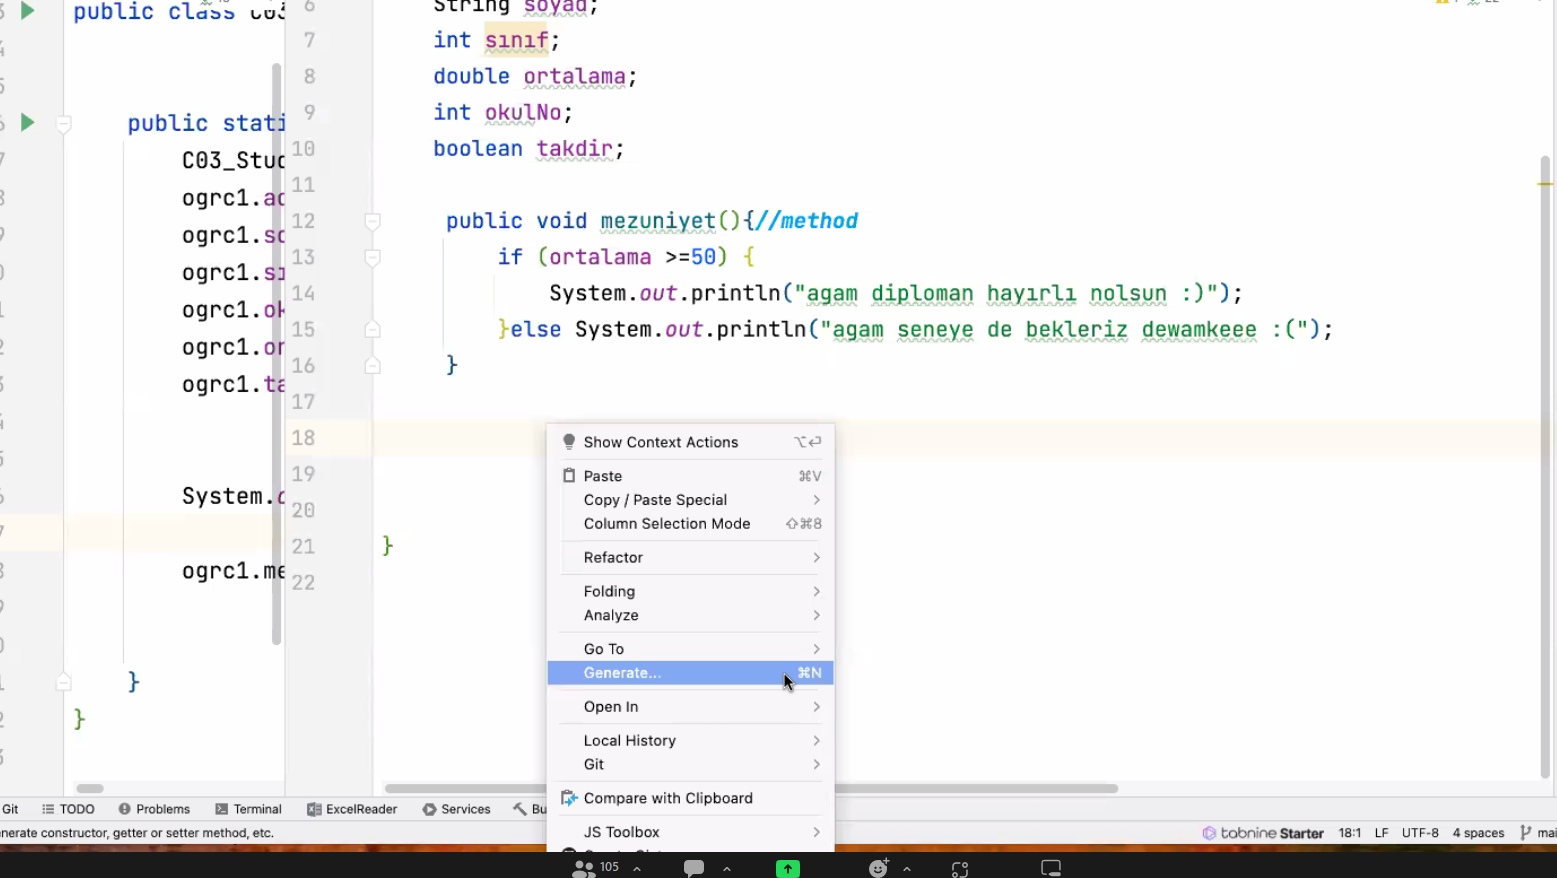 public class C03
public stati
C03_Stud
ogrc1.ad
ogrc1.so
ogrc1.sı
ogrc1.ok
ogrc1.or
ogrc1.ta
System.o
ogrc1.me
}
}
6 String soyad;
7 int sınıf;
8 double ortalama;
9 int okulNo;
10 boolean takdir;
11
12 public void mezuniyet(){//method
13 if (ortalama >=50) {
14 System.out.println("agam diploman hayırlı nolsun :)");
15 }else System.out.println("agam seneye de bekleriz dewamkeee :(");
16 }
17
18
19
20
21 }
22
Show Context Actions ⌥⏎
Paste ⌘V
Copy / Paste Special
Column Selection Mode ⇧⌘8
Refactor
Folding
Analyze
Go To
Generate... ⌘N
Open In
Local History
Git
Compare with Clipboard
JS Toolbox
Git TODO Problems Terminal ExcelReader Services Bu
enerate constructor, getter or setter method, etc.
tabnine Starter 18:1 LF UTF-8 4 spaces mai
105